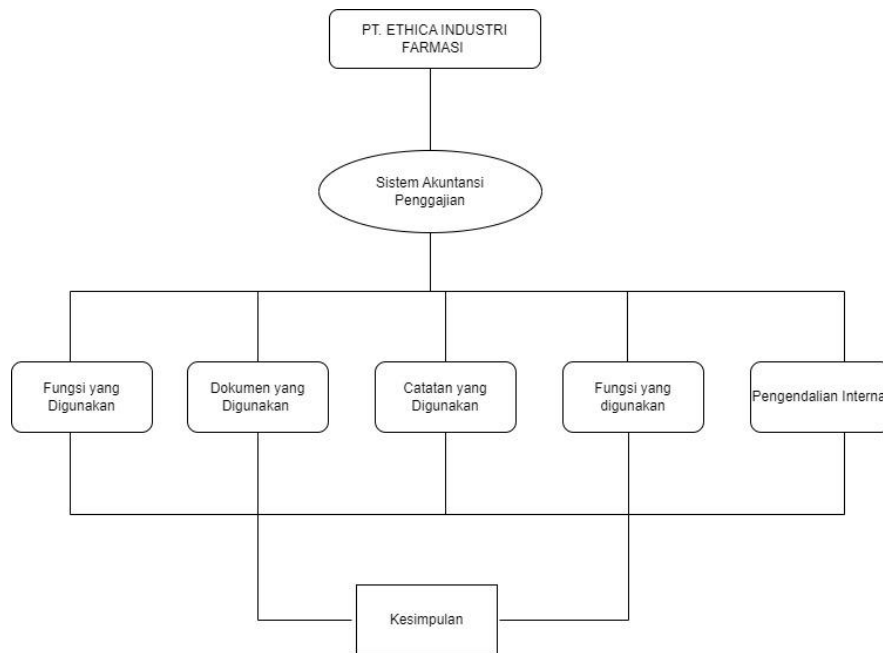 PT. ETHICA INDUSTRI
FARMASI
Sistem Akuntansi
Penggajian
Fungsi yang
Digunakan
Dokumen yang
Digunakan
Catatan yang
Digunakan
Fungsi yang
digunakan
Pengendalian Interna
Kesimpulan